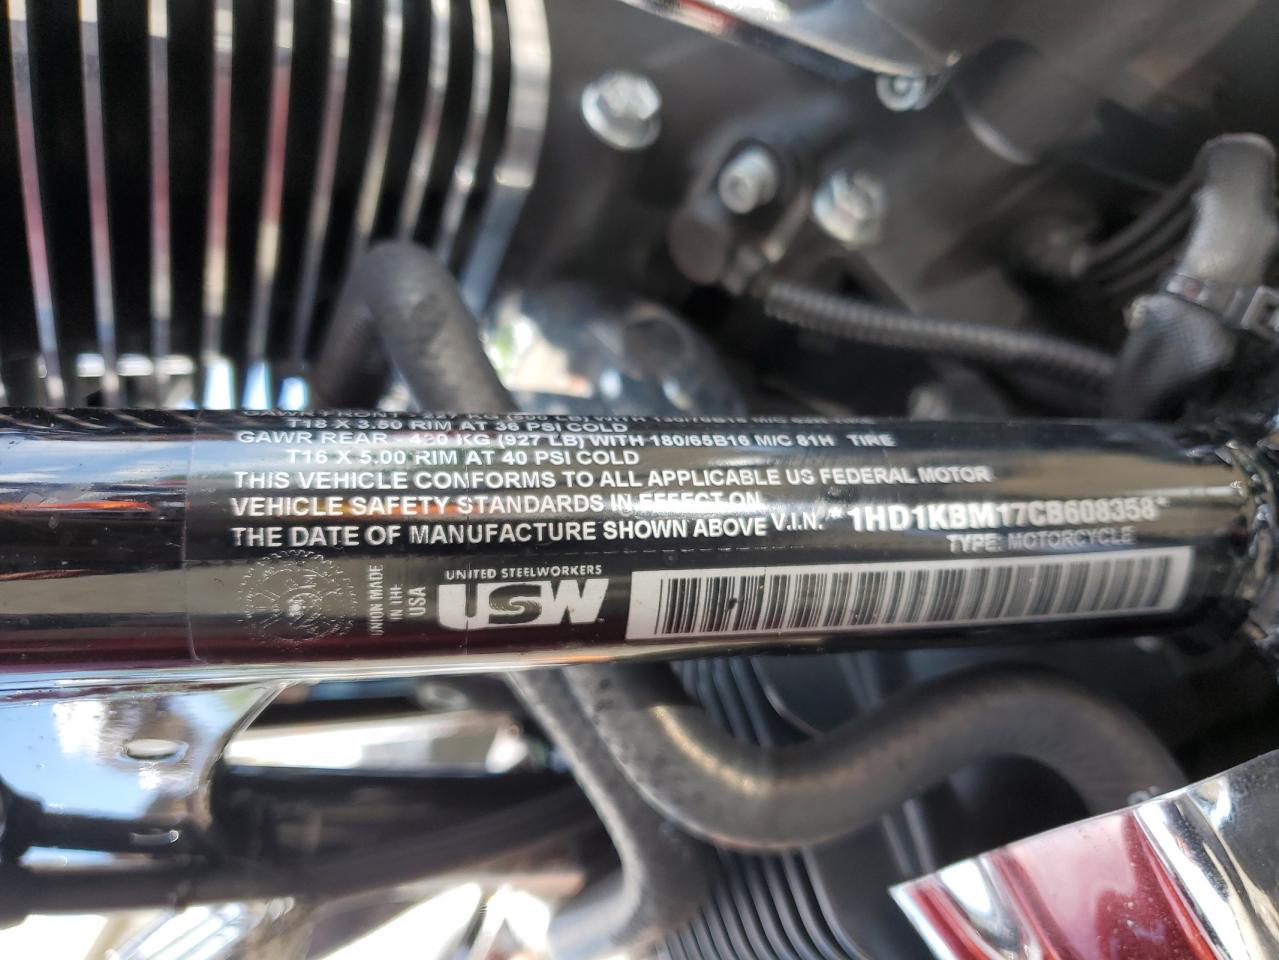 T18 X 3.50 RIM AT 36 PSI COLD
GAWR REAR - 420 KG (927 LB) WITH 180/65B16 M/C 81H TIRE
T16 X 5.00 RIM AT 40 PSI COLD
THIS VEHICLE CONFORMS TO ALL APPLICABLE US FEDERAL MOTOR
VEHICLE SAFETY STANDARDS IN EFFECT ON
THE DATE OF MANUFACTURE SHOWN ABOVE V.I.N. *1HD1KBM17CB608358*
TYPE: MOTORCYCLE
UNION MADE
IN THE
USA
UNITED STEELWORKERS
USW